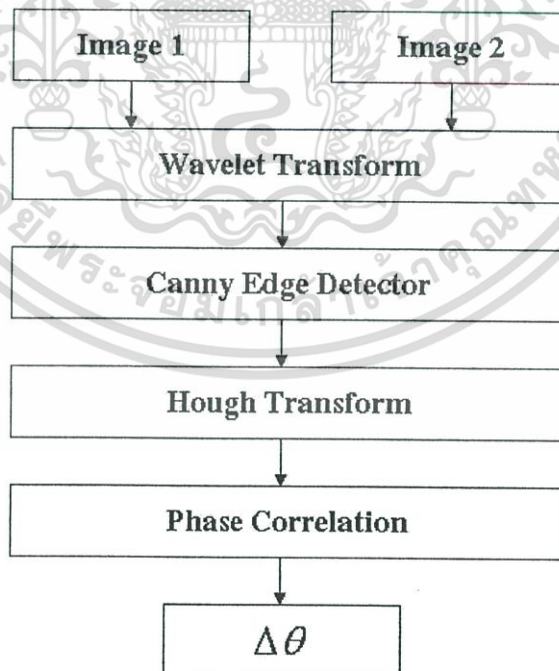 Image 1
Image 2
Wavelet Transform
Canny Edge Detector
Hough Transform
Phase Correlation
Δθ